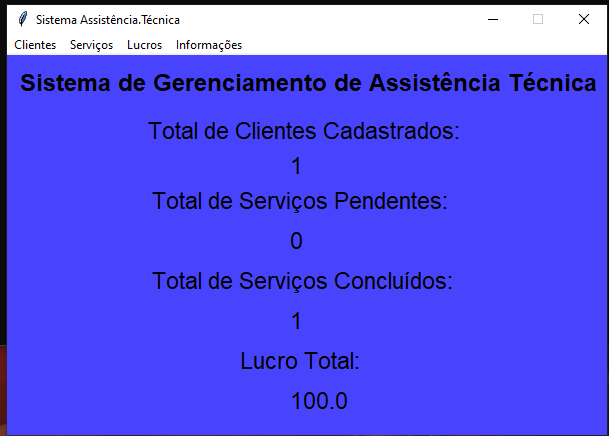 Sistema Assistência.Técnica
Clientes Serviços Lucros Informações
Sistema de Gerenciamento de Assistência Técnica
Total de Clientes Cadastrados:
1
Total de Serviços Pendentes:
0
Total de Serviços Concluídos:
1
Lucro Total:
100.0